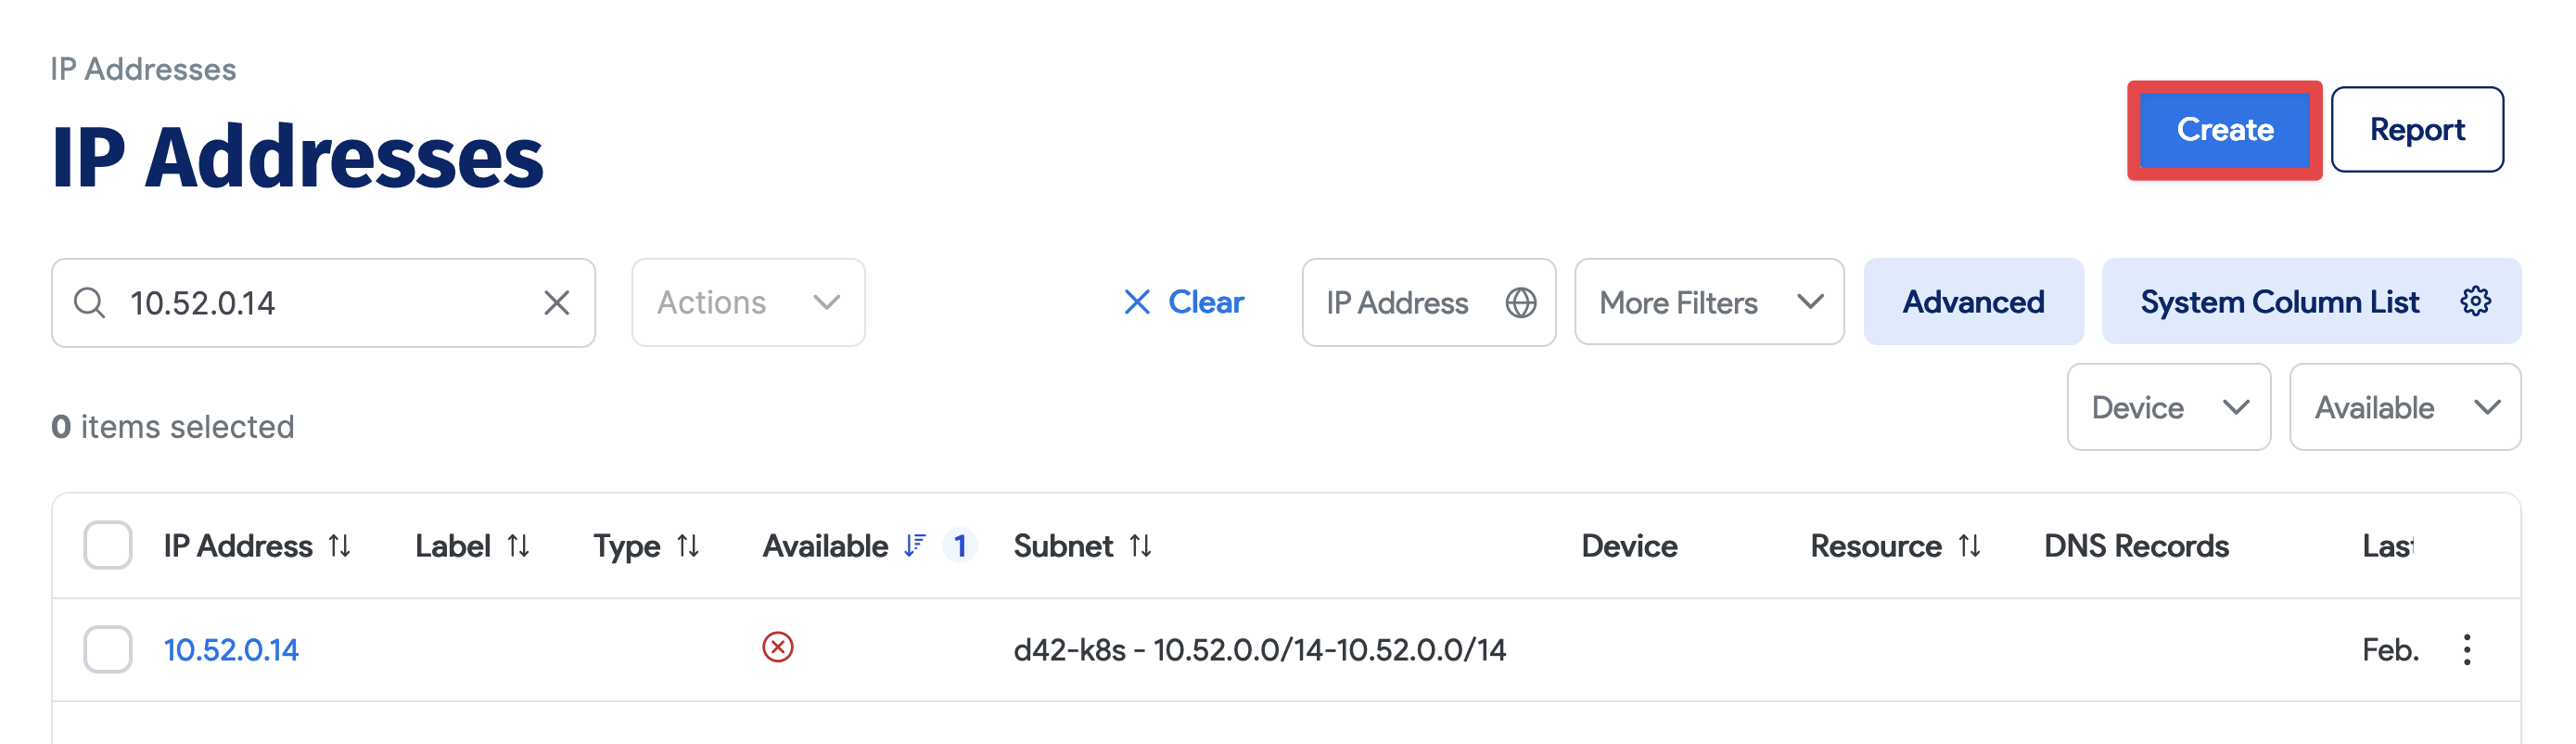 IP Addresses
IP Addresses
Create
Report
10.52.0.14
Actions
Clear
IP Address
More Filters
Advanced
System Column List
Device
Available
0 items selected
IP Address Label Type Available 1 Subnet Device Resource DNS Records Last
10.52.0.14 d42-k8s - 10.52.0.0/14-10.52.0.0/14 Feb.